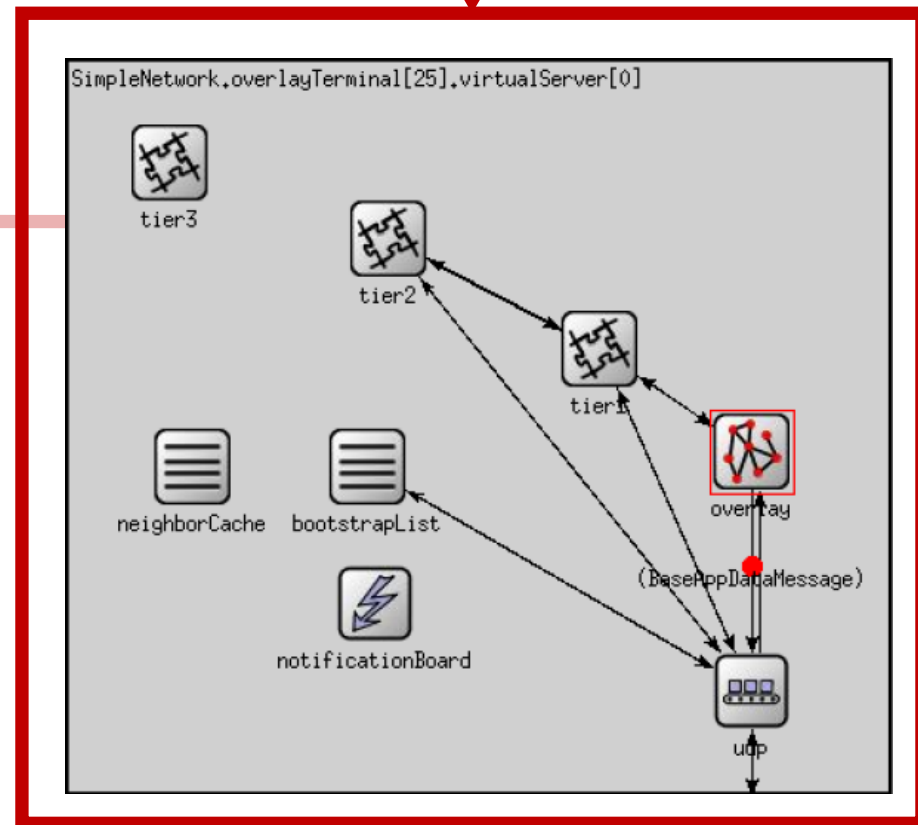 SimpleNetwork.overlayTerminal[25].virtualServer[0]
tier3
tier2
tier1
overlay
neighborCache
bootstrapList
(BaseAppDataMessage)
notificationBoard
udp